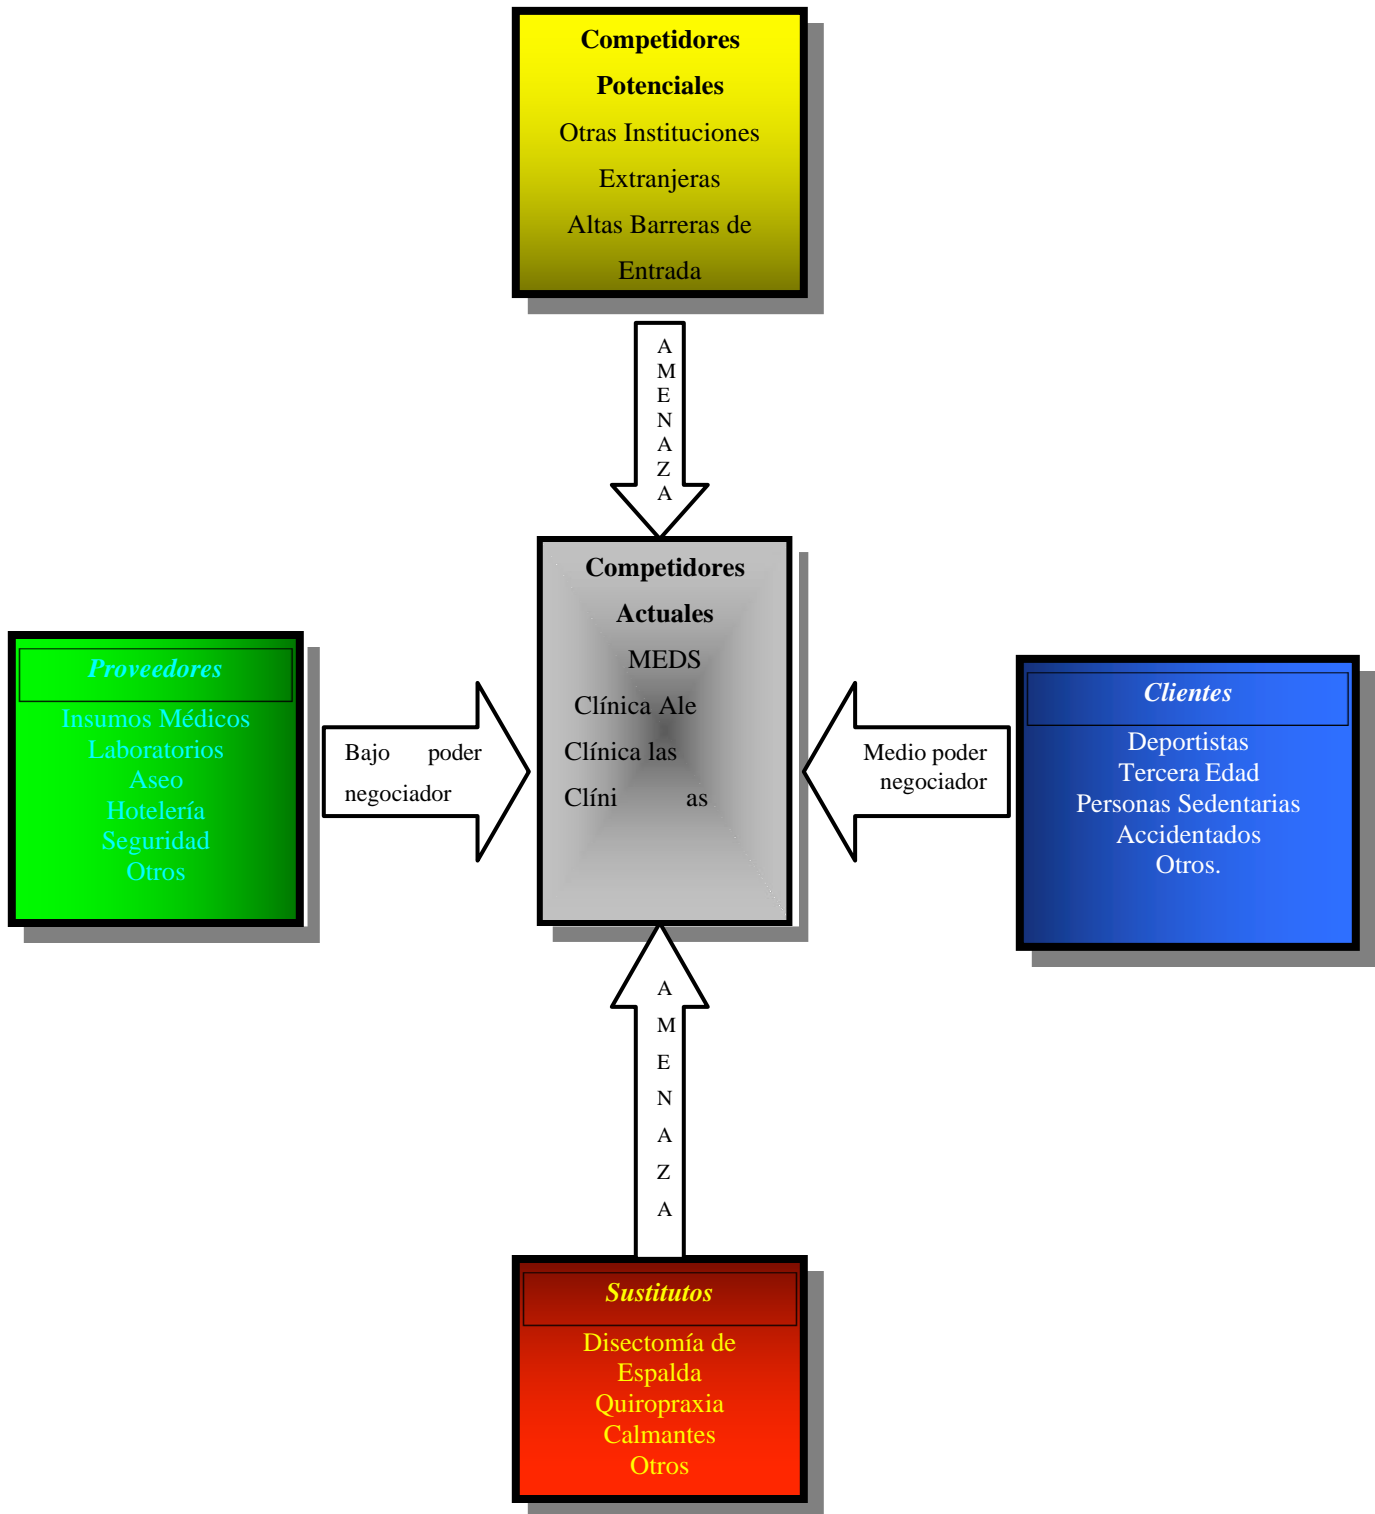 Competidores
Potenciales
Otras Instituciones
Extranjeras
Altas Barreras de
Entrada
AMENAZA
Competidores
Actuales
MEDS
Clínica Ale
Clínica las
Clíni as
Proveedores
Insumos Médicos
Laboratorios
Aseo
Hotelería
Seguridad
Otros
Bajo poder
negociador
Medio poder
negociador
Clientes
Deportistas
Tercera Edad
Personas Sedentarias
Accidentados
Otros.
AMENAZA
Sustitutos
Disectomía de
Espalda
Quiropraxia
Calmantes
Otros